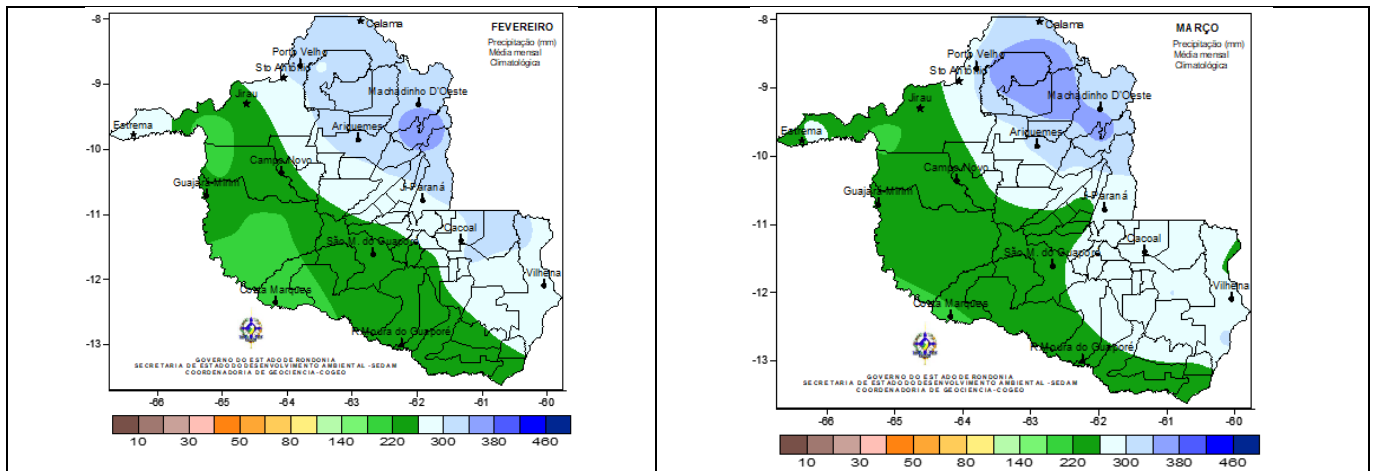 FEVEREIRO
Precipitação (mm)
Média mensal
Climatológica
-8
-9
-10
-11
-12
-13
Calama
Porto Velho
Sto Antônio
Jirau
Machadinho D'Oeste
Estrema
Ariquemes
Campo Novo
Guajará-Mirim
Ji-Paraná
Cacoal
São M. do Guaporé
Vilhena
Costa Marques
R.Moura do Guaporé
GOVERNO DO ESTADO DE RONDONIA
SECRETARIA DE ESTADO DO DESENVOLVIMENTO AMBIENTAL -SEDAM
COORDENADORIA DE GEOCIENCIA-COGEO
-66 -65 -64 -63 -62 -61 -60
10 30 50 80 140 220 300 380 460
MARÇO
Precipitação (mm)
Média mensal
Climatológica
-8
-9
-10
-11
-12
-13
Calama
Porto Velho
Sto Antônio
Jirau
Machadinho D'Oeste
Estrema
Ariquemes
Campo Novo
Guajará-Mirim
Ji-Paraná
Cacoal
São M. do Guaporé
Vilhena
Costa Marques
R.Moura do Guaporé
GOVERNO DO ESTADO DE RONDONIA
SECRETARIA DE ESTADO DO DESENVOLVIMENTO AMBIENTAL -SEDAM
COORDENADORIA DE GEOCIENCIA-COGEO
-66 -65 -64 -63 -62 -61 -60
10 30 50 80 140 220 300 380 460